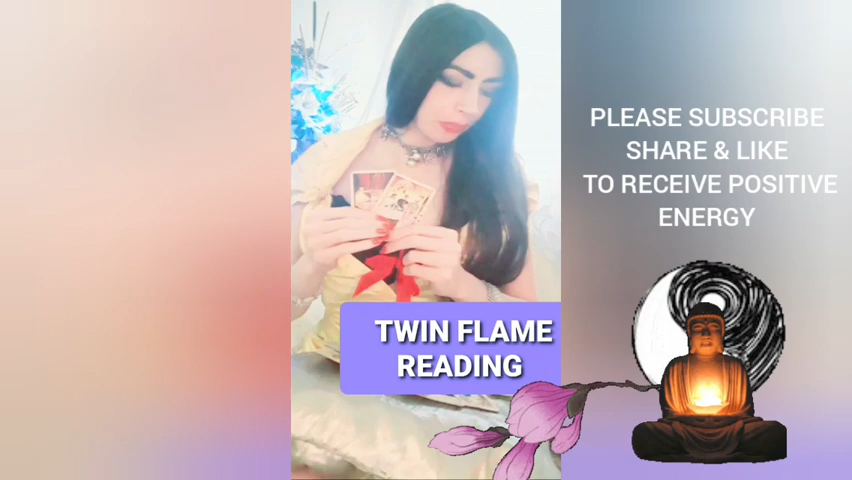 PLEASE SUBSCRIBE
SHARE & LIKE
TO RECEIVE POSITIVE
ENERGY
TWIN FLAME
READING